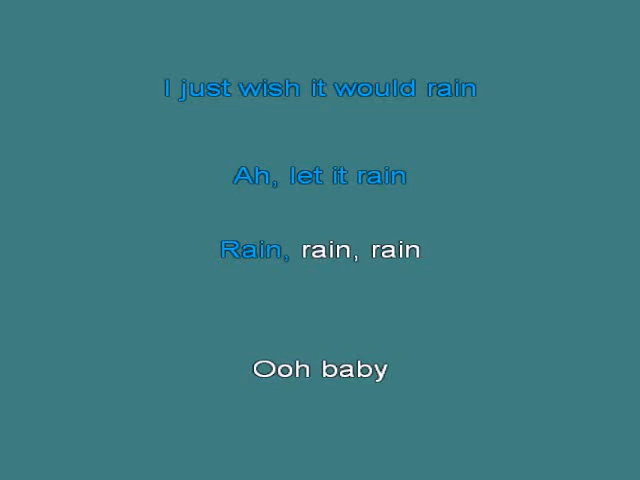 I just wish it would rain
Ah, let it rain
Rain, rain, rain
Ooh baby